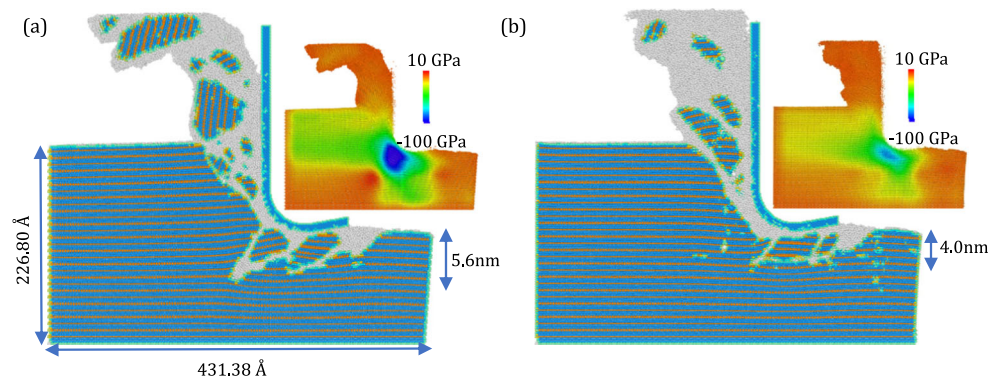 (a)
10 GPa
-100 GPa
226.80 Å
5.6nm
431.38 Å
(b)
10 GPa
-100 GPa
4.0nm